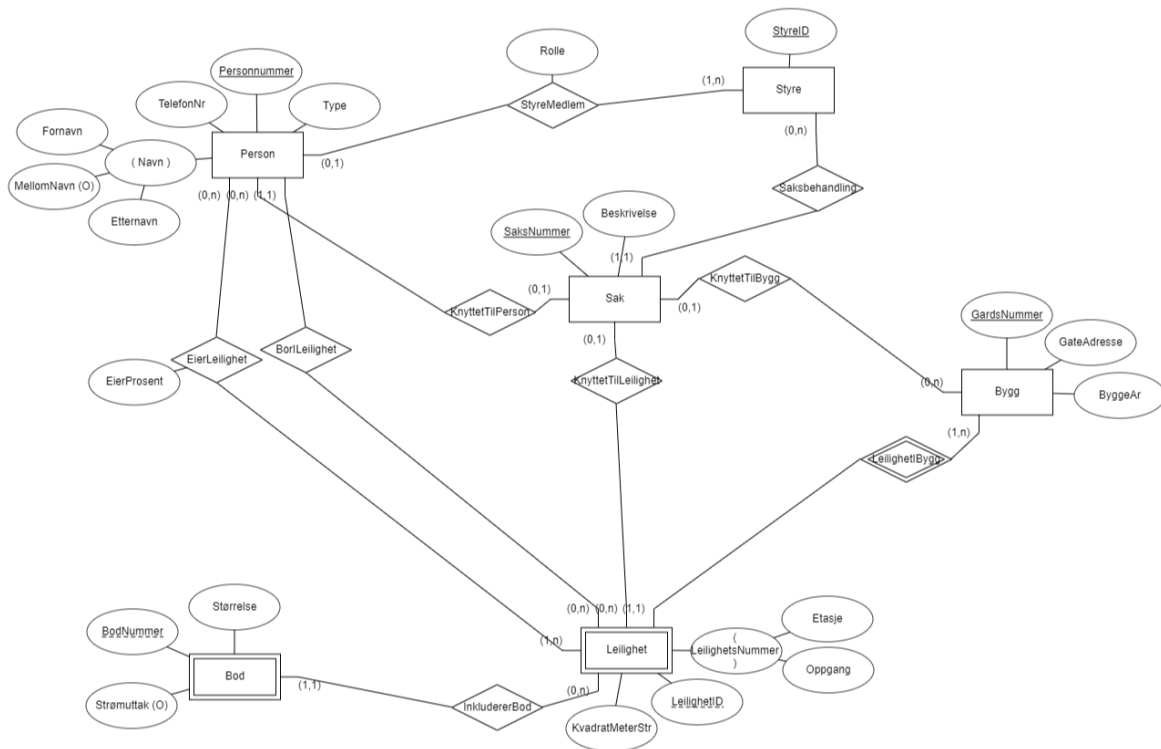 StyreID
Rolle
Personnummer
(1,n)
Styre
TelefonNr
Type
StyreMedlem
Fornavn
(0,n)
Person
( Navn )
(0,1)
MellomNavn (O)
Saksbehandling
(0,n) (0,n) (1,1)
Etternavn
Beskrivelse
SaksNummer
(1,1)
KnyttetTilBygg
(0,1)
Sak
KnyttetTilPerson
(0,1)
GardsNummer
(0,1)
GateAdresse
EierLeilighet
BorILeilighet
KnyttetTilLeilighet
EierProsent
(0,n)
Bygg
ByggeAr
(1,n)
LeilighetIBygg
Størrelse
(0,n) (0,n) (1,1)
Etasje
BodNummer
(1,n)
Leilighet
(
LeilighetsNummer
)
Bod
Oppgang
(1,1)
(0,n)
Strømuttak (O)
InkludererBod
LeilighetID
KvadratMeterStr